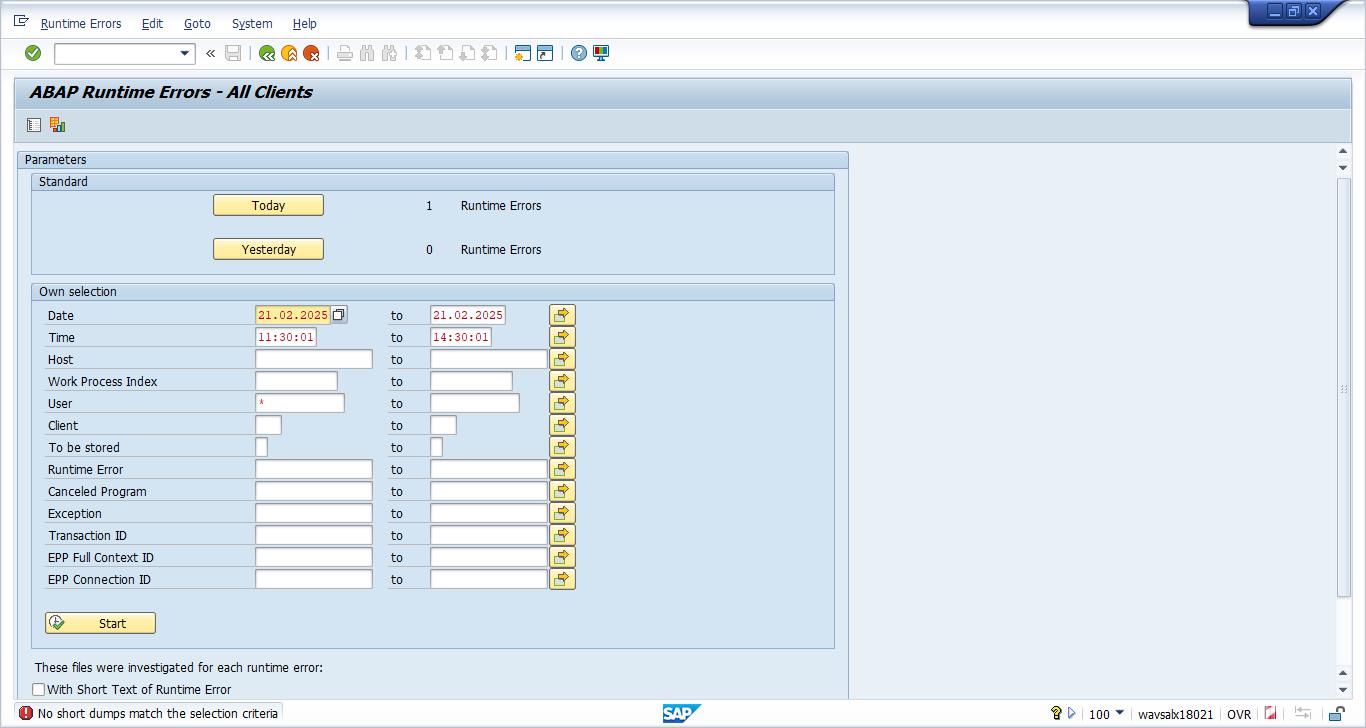 Runtime Errors Edit Goto System Help
ABAP Runtime Errors - All Clients
Parameters
Standard
Today 1 Runtime Errors
Yesterday 0 Runtime Errors
Own selection
Date 21.02.2025 to 21.02.2025
Time 11:30:01 to 14:30:01
Host to
Work Process Index to
User * to
Client to
To be stored to
Runtime Error to
Canceled Program to
Exception to
Transaction ID to
EPP Full Context ID to
EPP Connection ID to
Start
These files were investigated for each runtime error:
With Short Text of Runtime Error
No short dumps match the selection criteria SAP 100 wavsalx18021 OVR